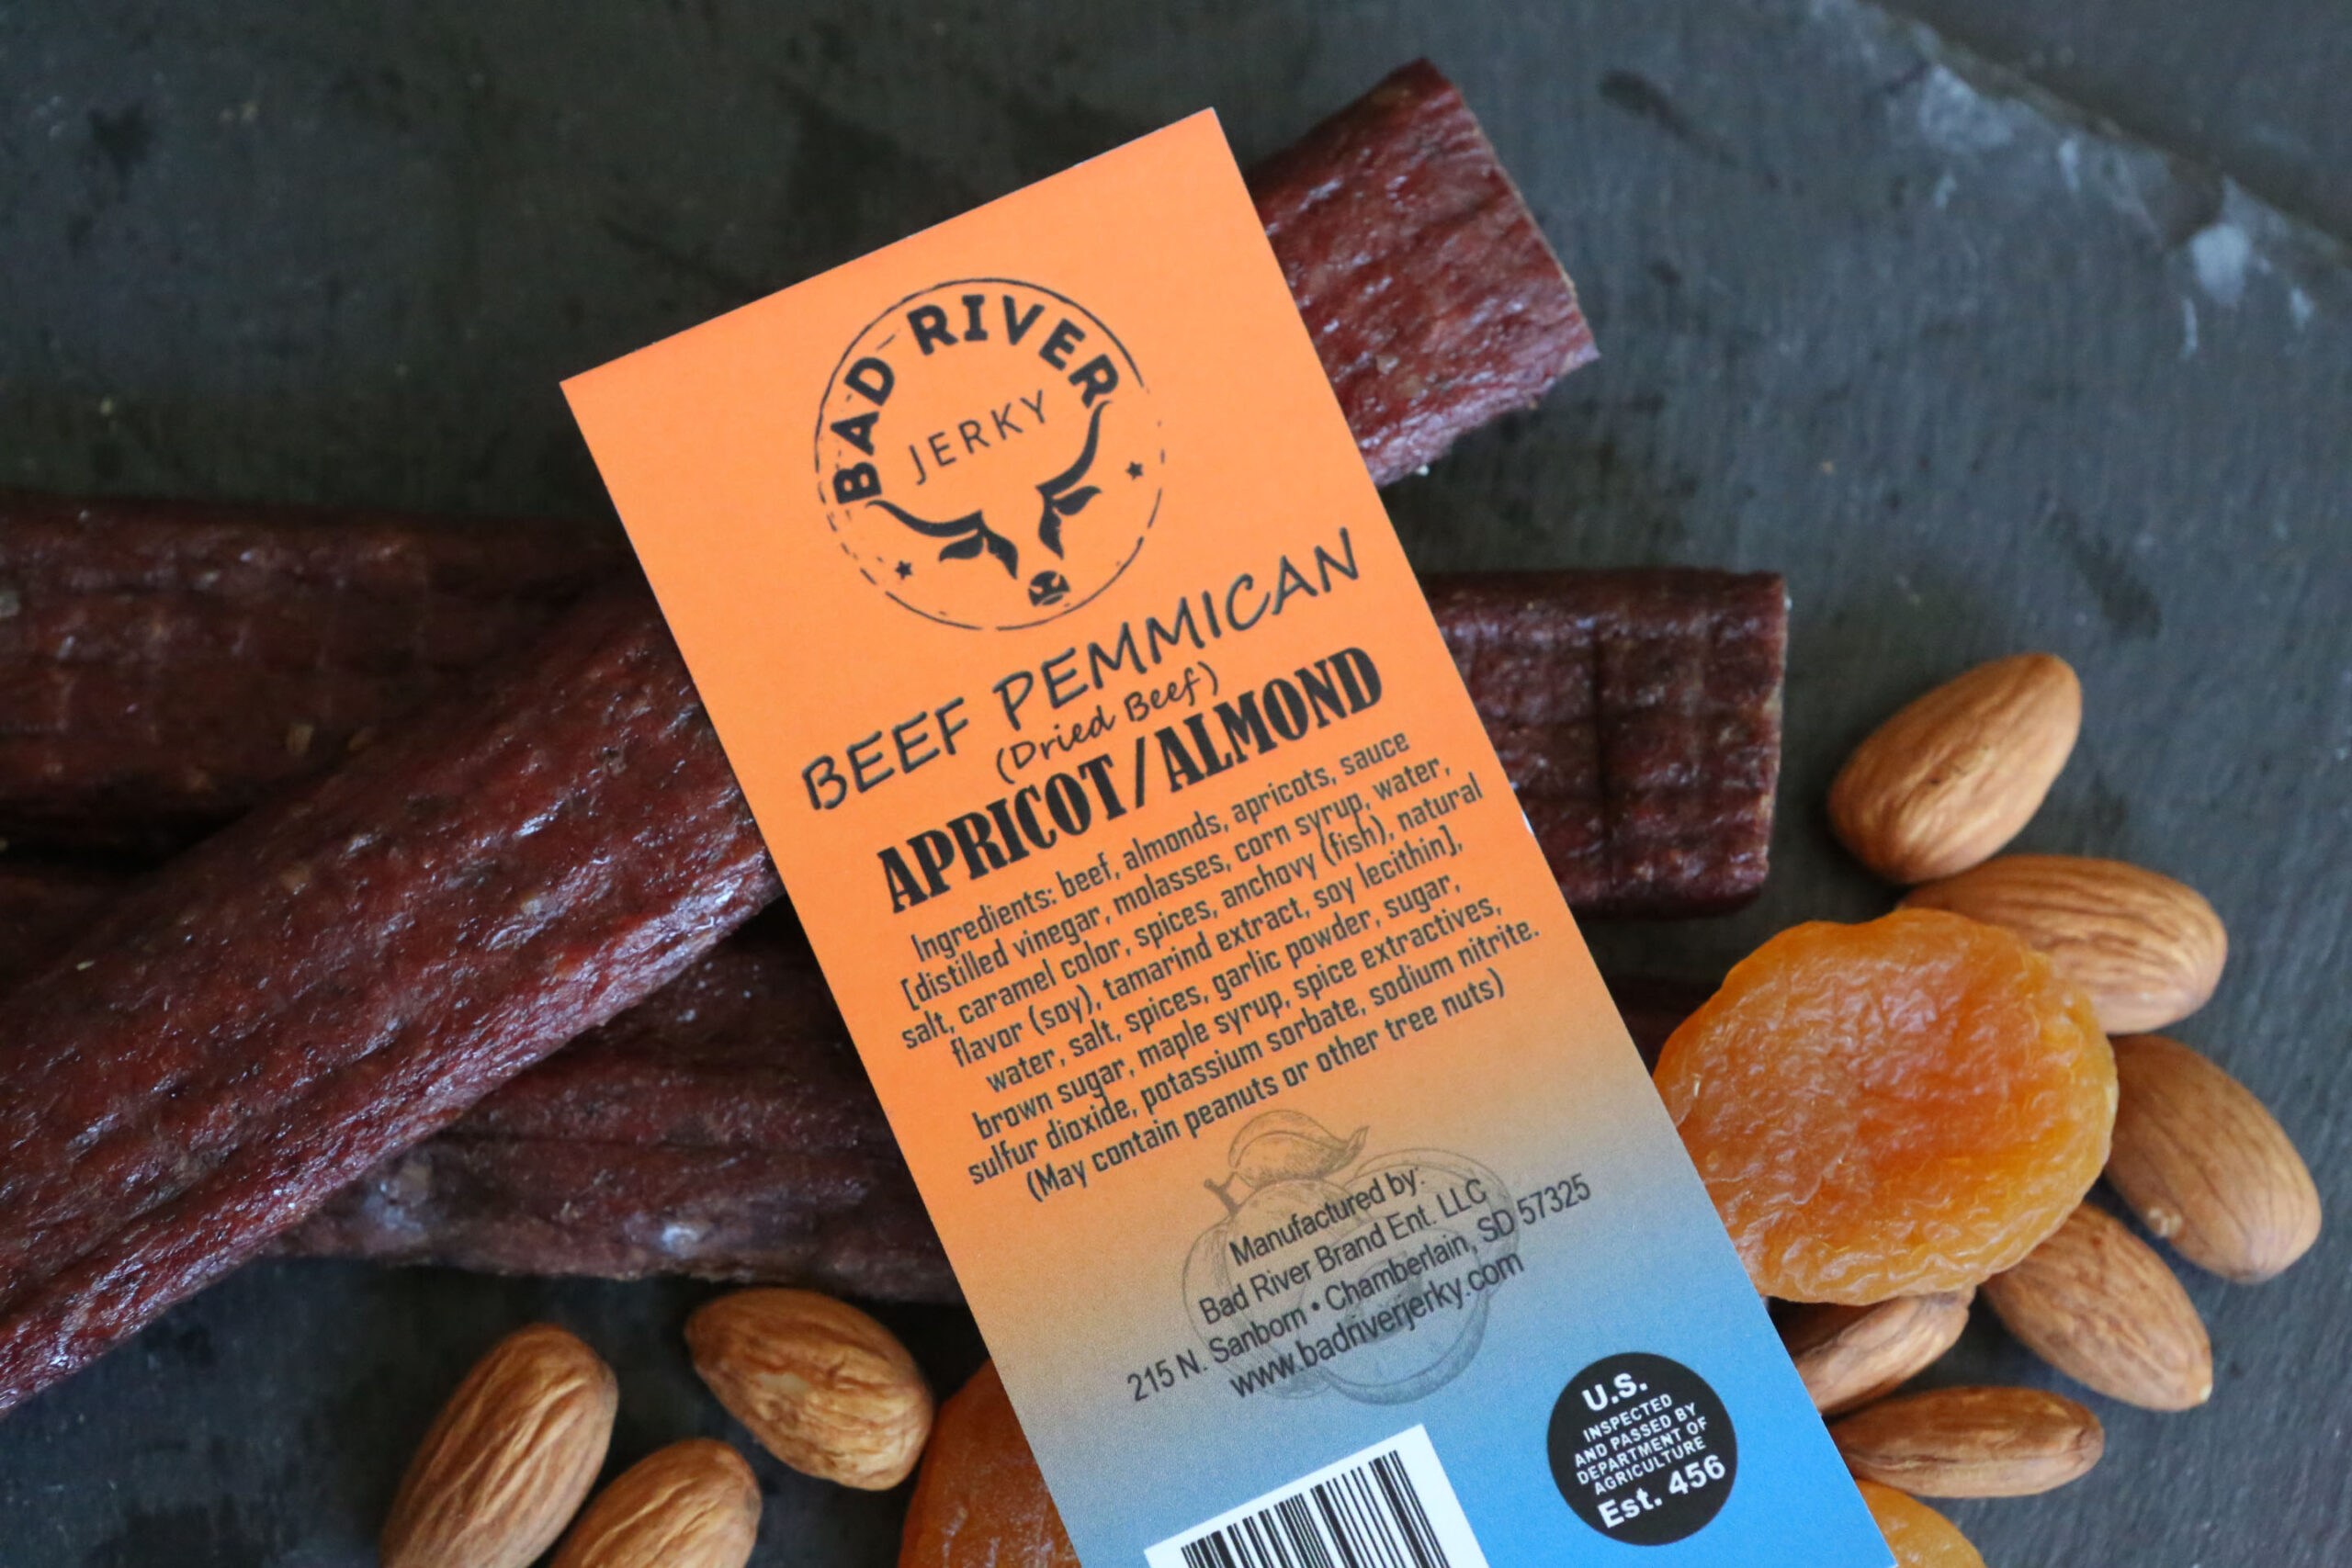 BAD RIVER
JERKY
BEEF PEMMICAN
(Dried Beef)
APRICOT/ALMOND
Ingredients: beef, almonds, apricots, sauce
[distilled vinegar, molasses, corn syrup, water,
salt, caramel color, spices, anchovy (fish), natural
flavor (soy), tamarind extract, soy lecithin],
water, salt, spices, garlic powder, sugar,
brown sugar, maple syrup, spice extractives,
sulfur dioxide, potassium sorbate, sodium nitrite.
(May contain peanuts or other tree nuts)
Manufactured by:
Bad River Brand Ent. LLC
215 N. Sanborn • Chamberlain, SD 57325
www.badriverjerky.com
U.S.
INSPECTED
AND PASSED BY
DEPARTMENT OF
AGRICULTURE
Est. 456